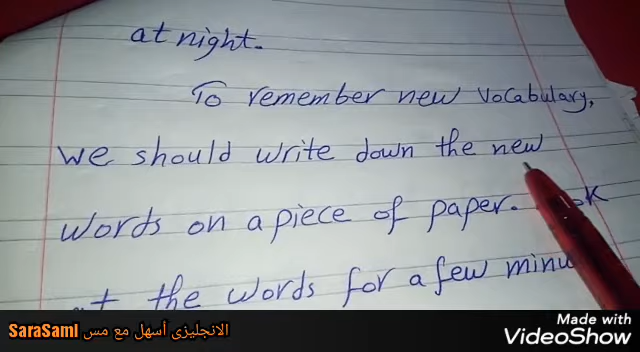 at night.
To remember new vocabulary,
we should write down the new
words on a piece of paper.
the words for a few
SaraSamI الانجليزى أسهل مع مس
Made with
VideoShow